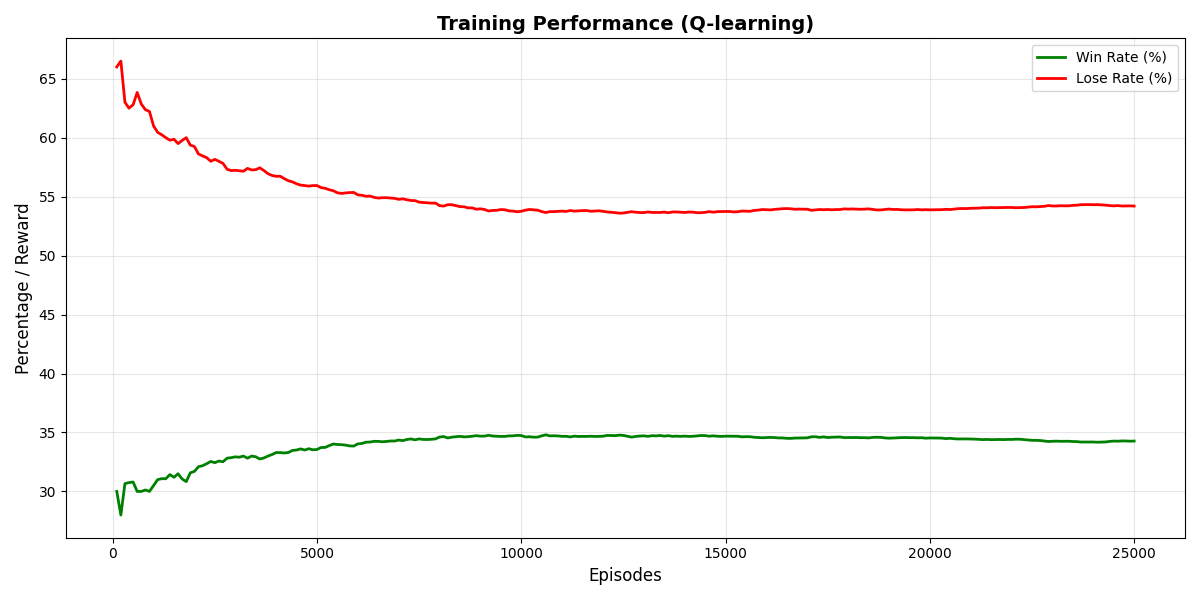 Training Performance (Q-learning)
Win Rate (%)
Lose Rate (%)
Percentage / Reward
65
60
55
50
45
40
35
30
0
5000
10000
15000
20000
25000
Episodes